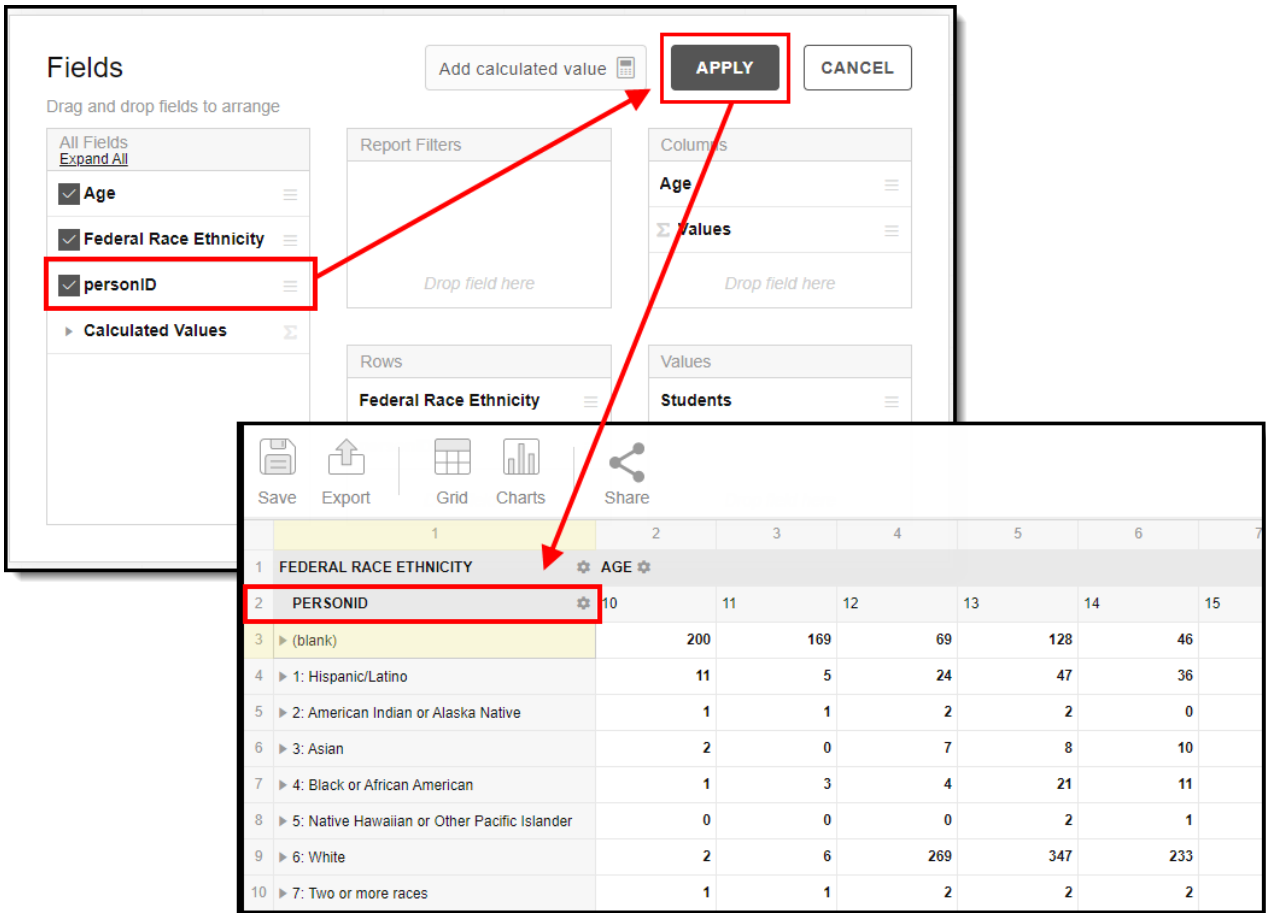 Fields
Add calculated value
APPLY
CANCEL
Drag and drop fields to arrange
All Fields
Expand All
Age
Federal Race Ethnicity
personID
Calculated Values
Report Filters
Drop field here
Columns
Age
Σ Values
Drop field here
Rows
Federal Race Ethnicity
Values
Students
Save Export Grid Charts Share
1 2 3 4 5 6 7
1 FEDERAL RACE ETHNICITY AGE
2 PERSONID 10 11 12 13 14 15
3 (blank) 200 169 69 128 46
4 1: Hispanic/Latino 11 5 24 47 36
5 2: American Indian or Alaska Native 1 1 2 2 0
6 3: Asian 2 0 7 8 10
7 4: Black or African American 1 3 4 21 11
8 5: Native Hawaiian or Other Pacific Islander 0 0 0 2 1
9 6: White 2 6 269 347 233
10 7: Two or more races 1 1 2 2 2